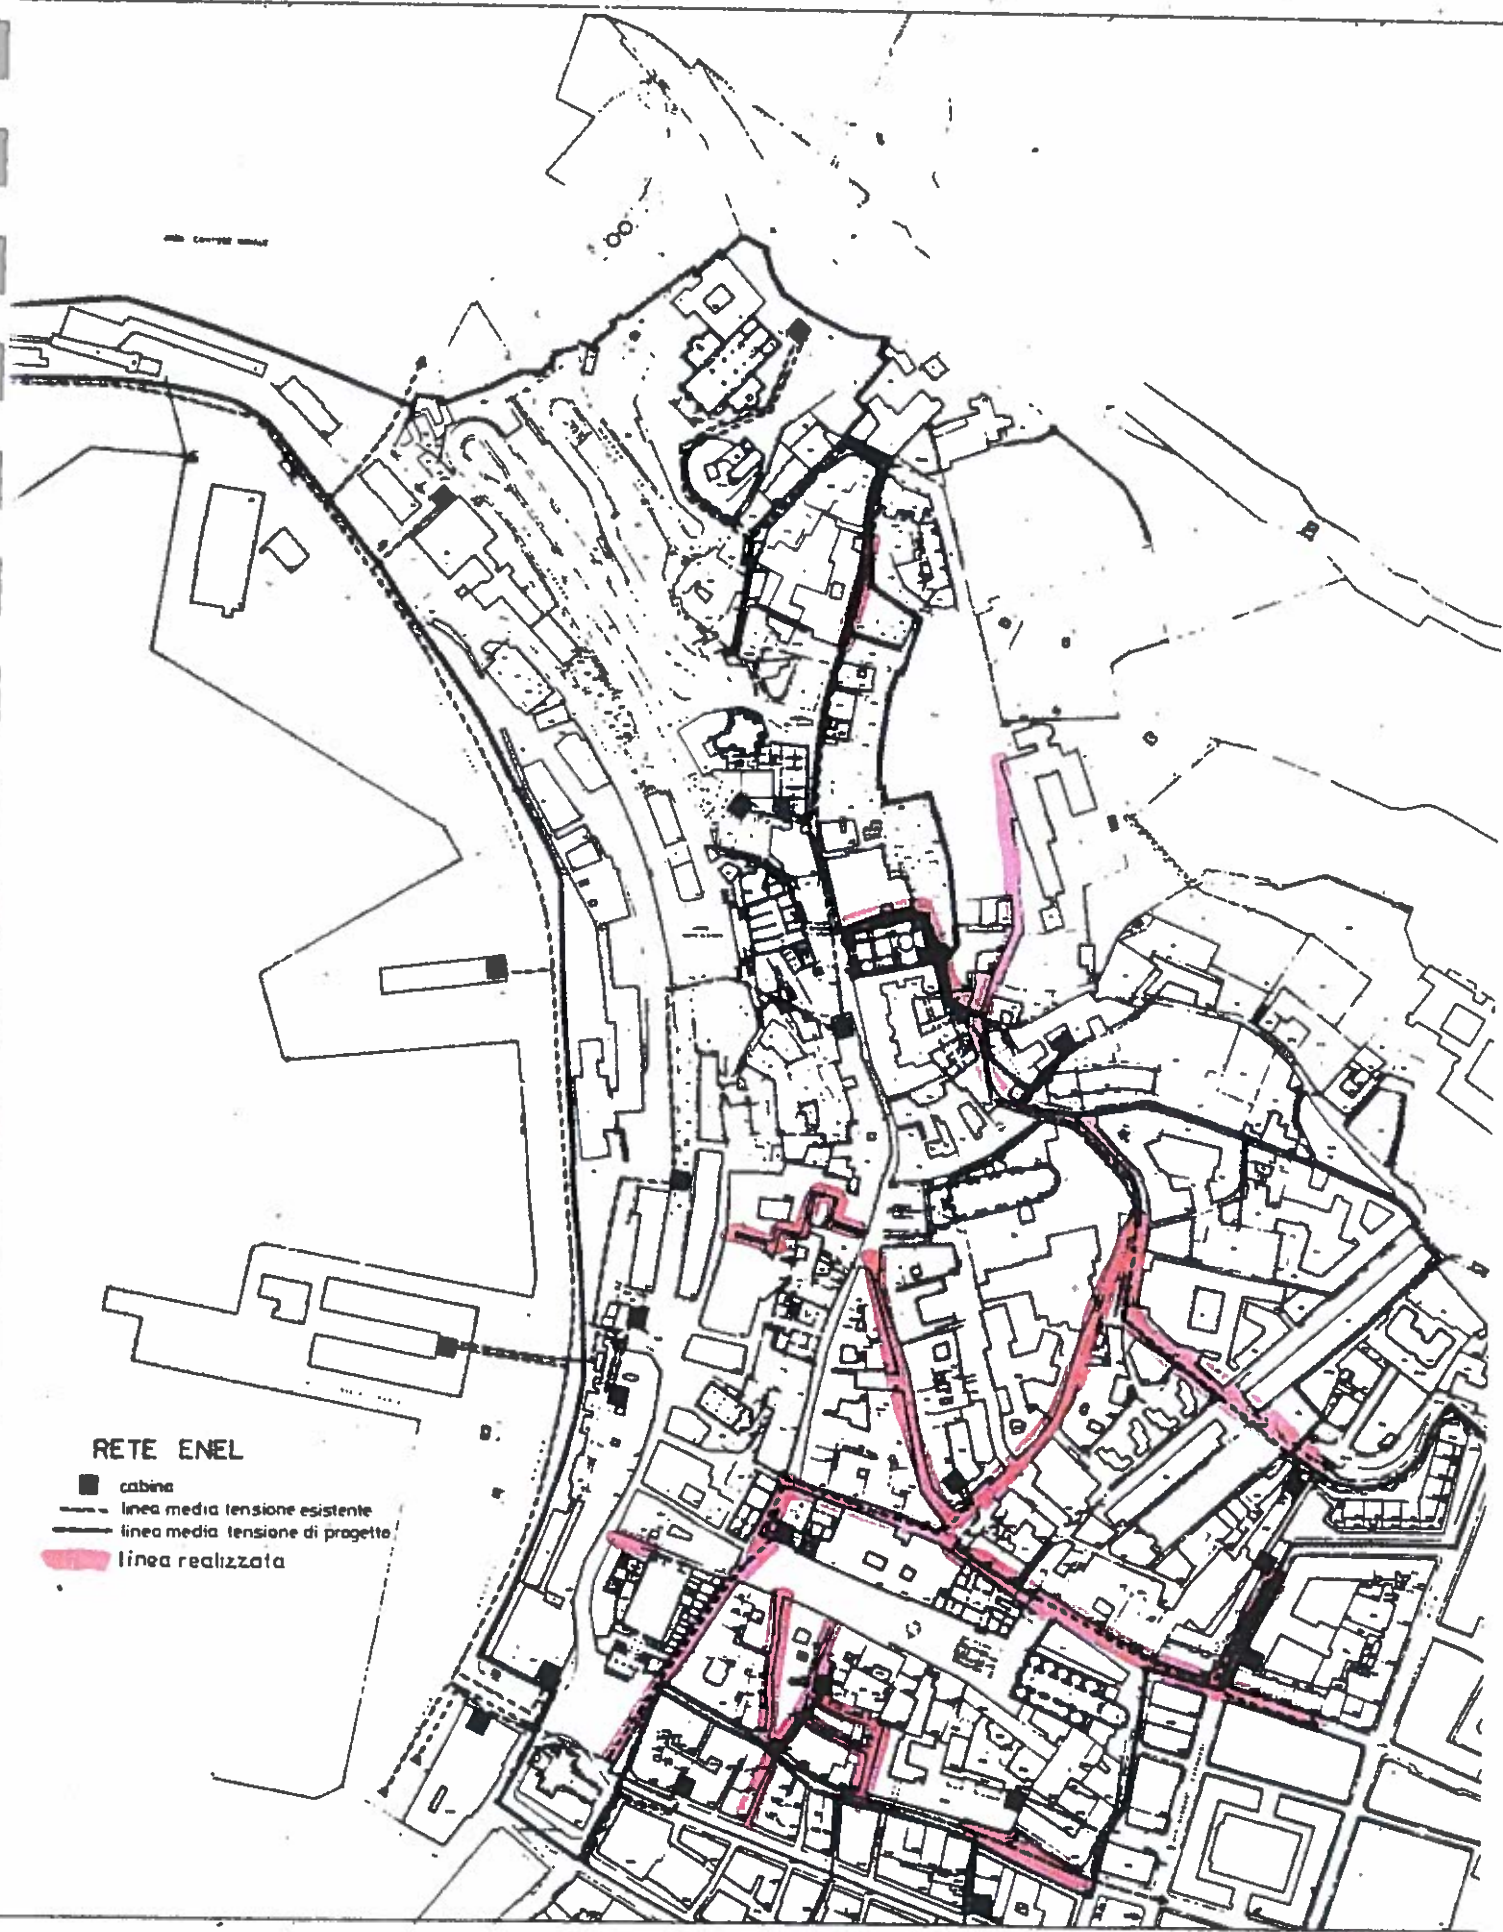 RETE ENEL
cabina
linea media tensione esistente
linea media tensione di progetto
linea realizzata